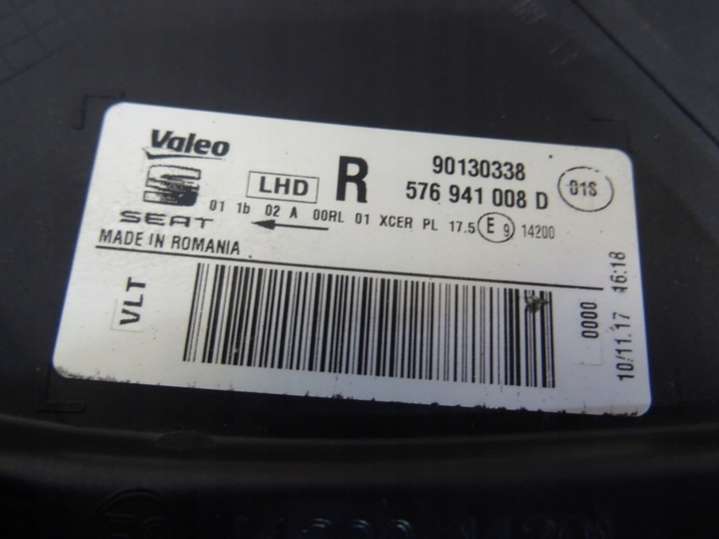 Valeo
SEAT
LHD
R
90130338
576 941 008 D
01S
01 1b 02 A 00RL 01 XCER PL 17.5 E 9 14200
MADE IN ROMANIA
VLT
0000
10/11.17 16:18